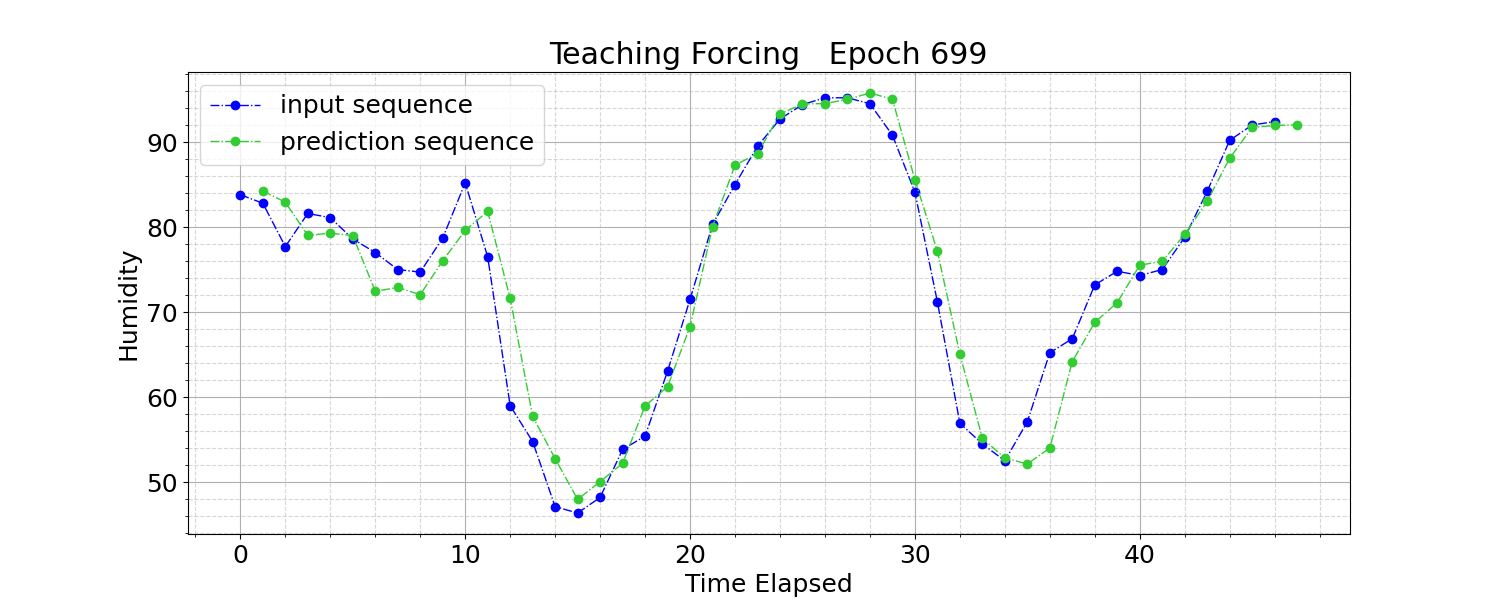 Teaching Forcing   Epoch 699
input sequence
prediction sequence
Humidity
90
80
70
60
50
0 10 20 30 40
Time Elapsed